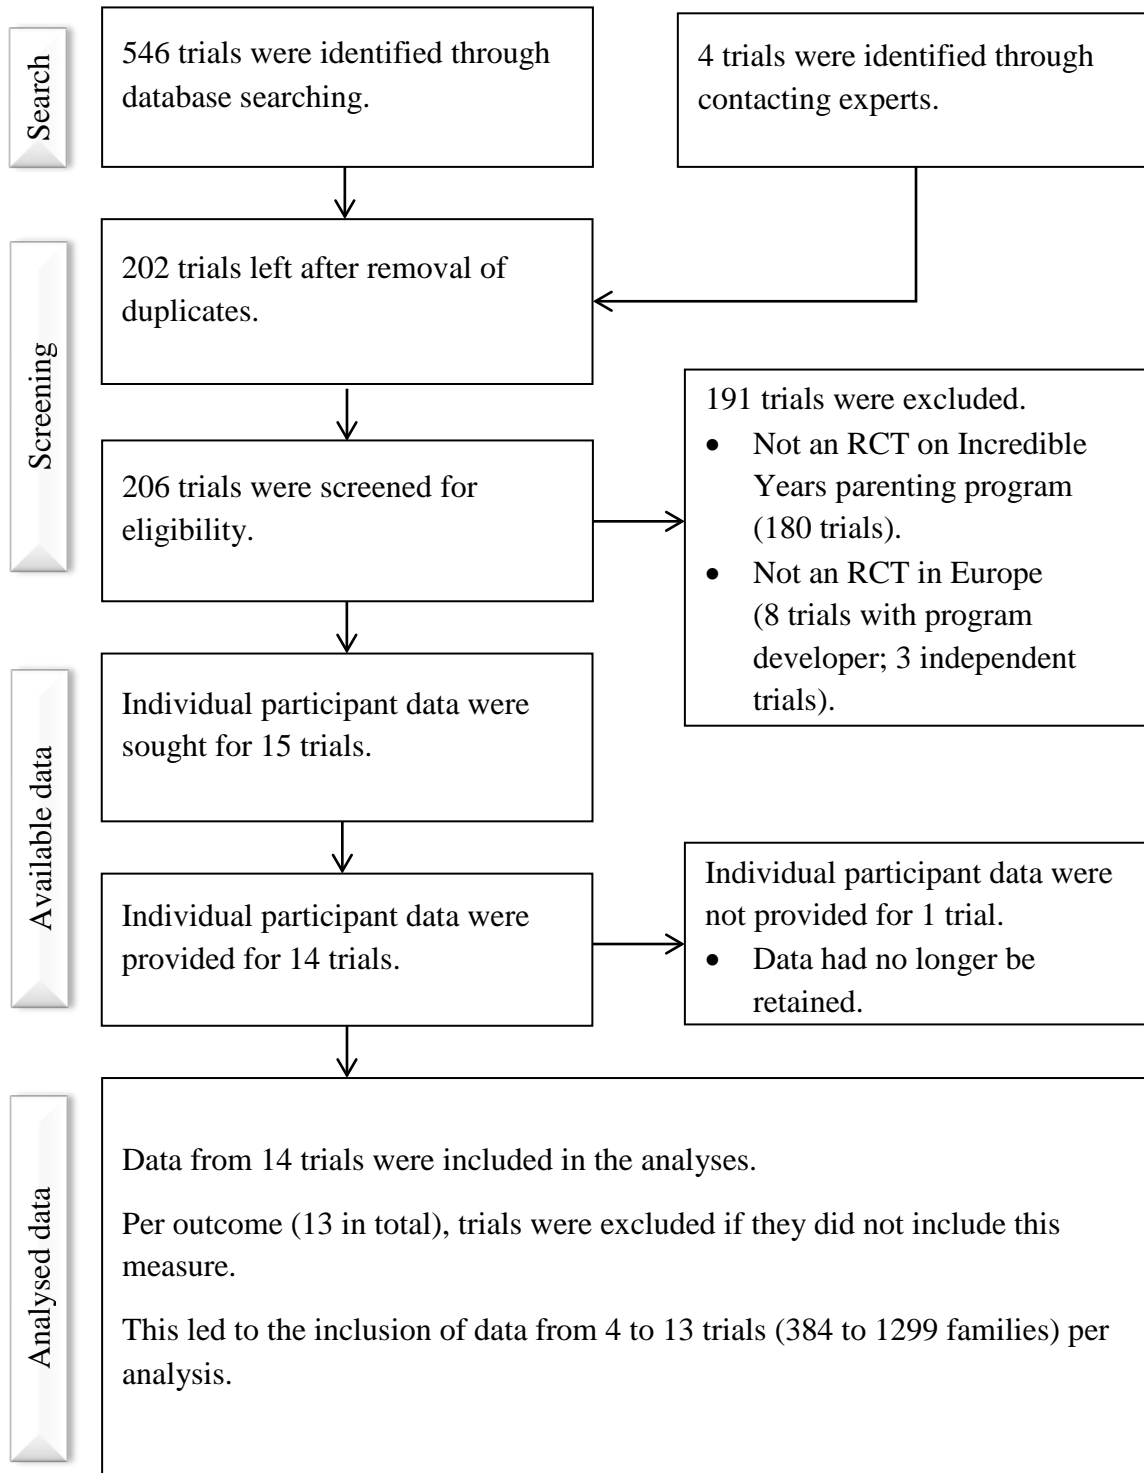 Search
546 trials were identified through
database searching.
4 trials were identified through
contacting experts.
Screening
202 trials left after removal of
duplicates.
206 trials were screened for
eligibility.
191 trials were excluded.
• Not an RCT on Incredible
Years parenting program
(180 trials).
• Not an RCT in Europe
(8 trials with program
developer; 3 independent
trials).
Available data
Individual participant data were
sought for 15 trials.
Individual participant data were
provided for 14 trials.
Individual participant data were
not provided for 1 trial.
• Data had no longer be
retained.
Analysed data
Data from 14 trials were included in the analyses.
Per outcome (13 in total), trials were excluded if they did not include this
measure.
This led to the inclusion of data from 4 to 13 trials (384 to 1299 families) per
analysis.